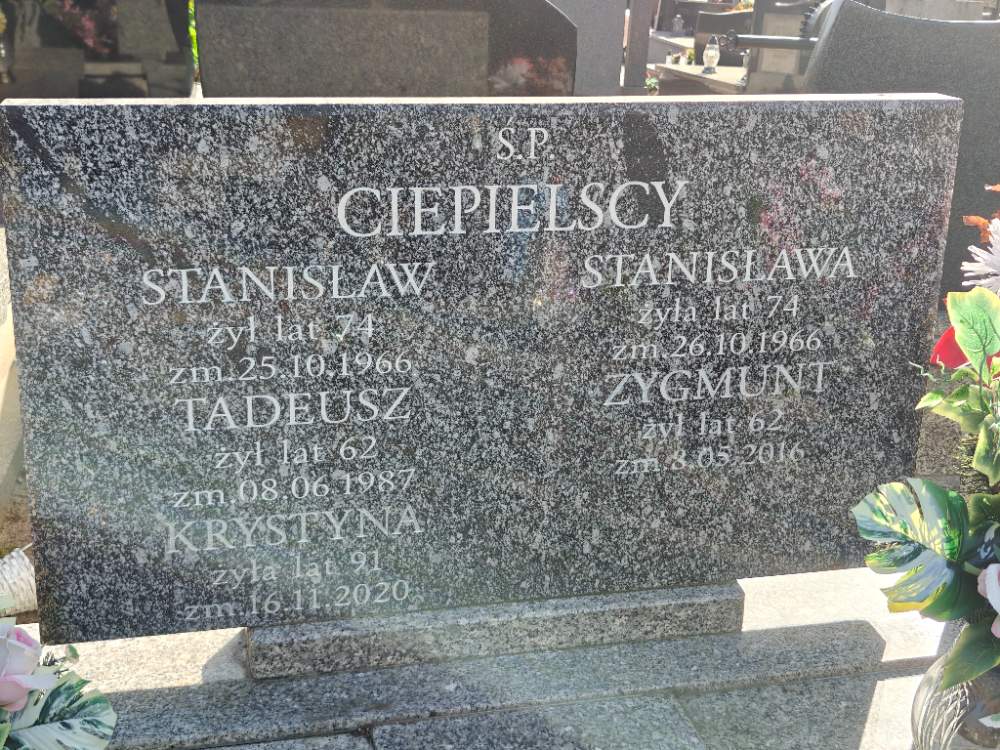 Ś.P.
CIEPIELSCY
STANISŁAW
żył lat 74
zm.25.10.1966
TADEUSZ
żył lat 62
zm.08.06.1987
KRYSTYNA
żyła lat 91
zm.16.11.2020
STANISŁAWA
żyła lat 74
zm.26.10.1966
ZYGMUNT
żył lat 62
zm 8.05.2016